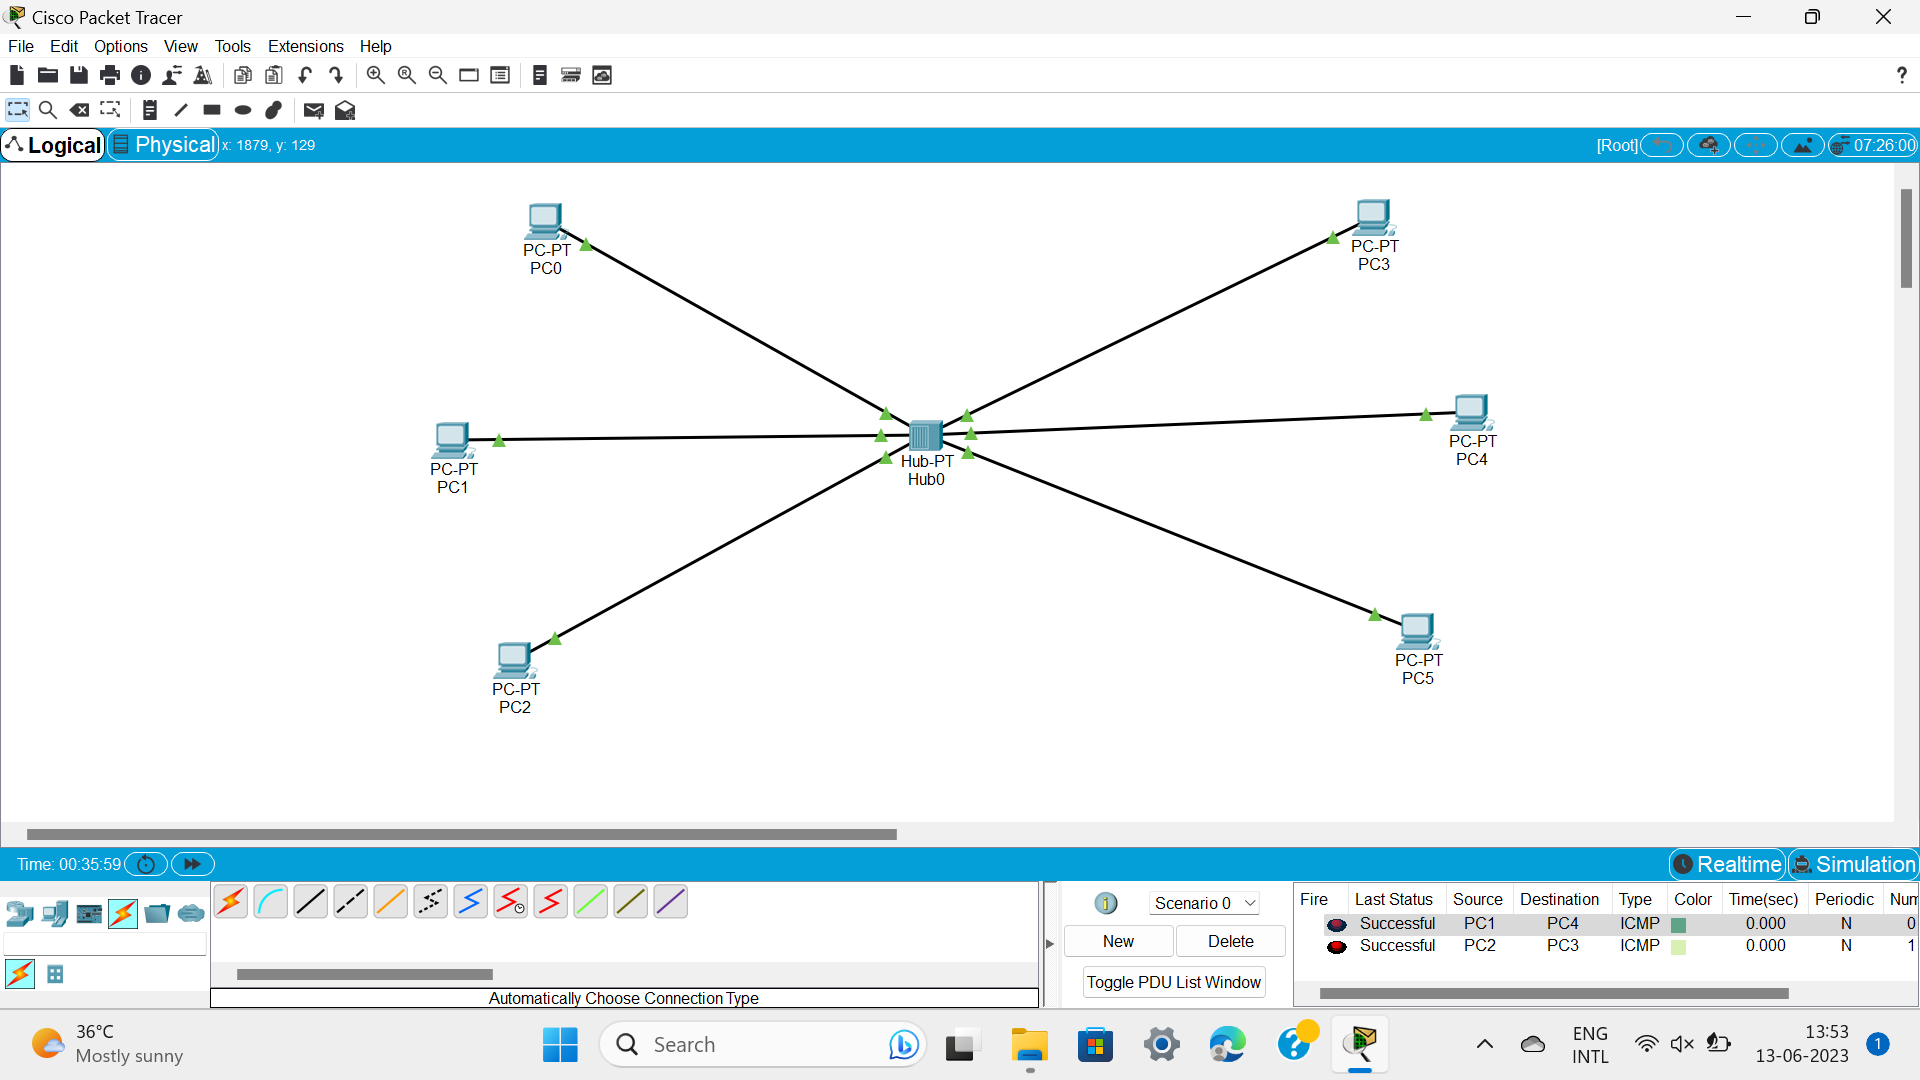 Cisco Packet Tracer
File Edit Options View Tools Extensions Help
?
Logical Physical x: 1879, y: 129 [Root] 07:26:00
PC-PT
PC0
PC-PT
PC3
PC-PT
PC4
PC-PT
PC1
Hub-PT
Hub0
PC-PT
PC5
PC-PT
PC2
Time: 00:35:59 Realtime Simulation
Scenario 0
New Delete
Toggle PDU List Window
Fire Last Status Source Destination Type Color Time(sec) Periodic Num
Successful PC1 PC4 ICMP 0.000 N 0
Successful PC2 PC3 ICMP 0.000 N 1
Automatically Choose Connection Type
36°C
Mostly sunny
Search
ENG
INTL
13:53
13-06-2023
1